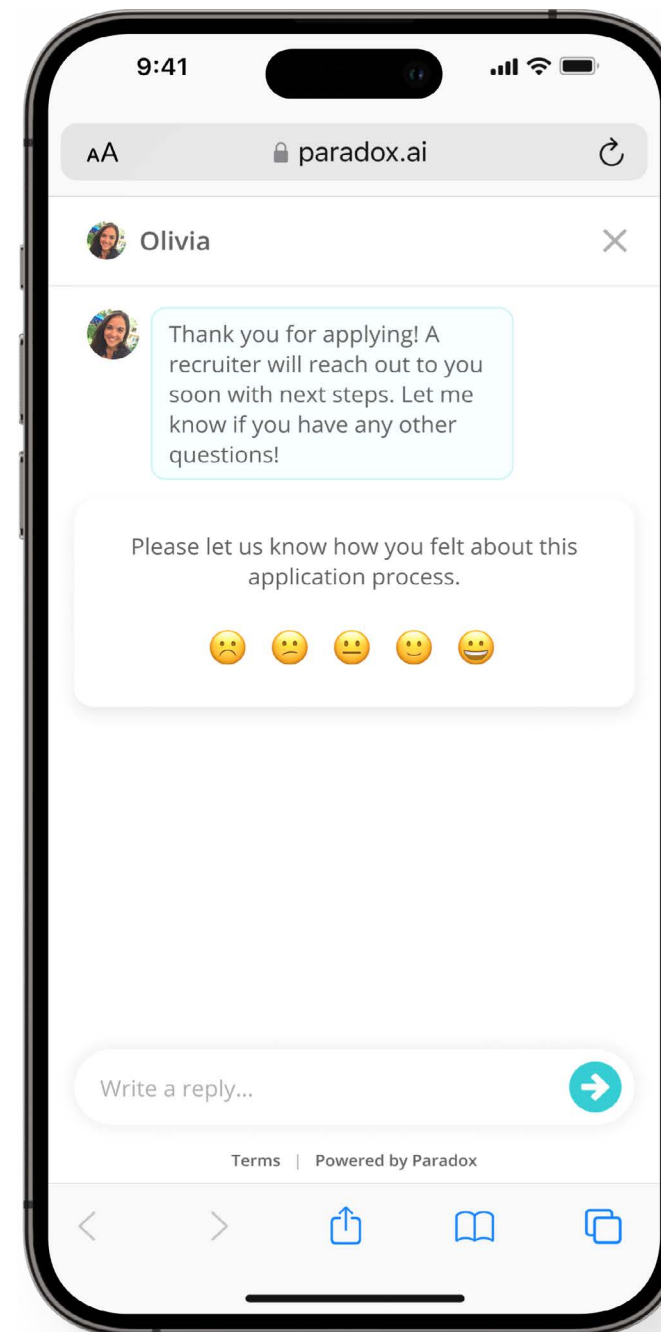 9:41
AA paradox.ai
Olivia
Thank you for applying! A
recruiter will reach out to you
soon with next steps. Let me
know if you have any other
questions!
Please let us know how you felt about this
application process.
Write a reply...
Terms | Powered by Paradox